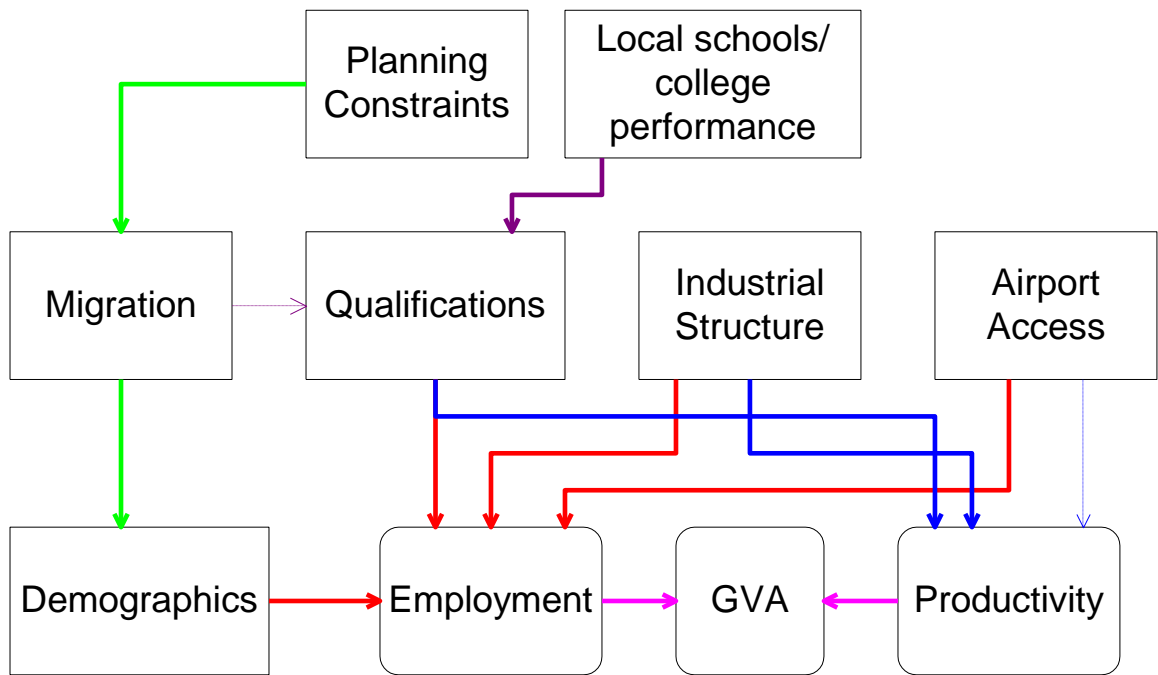 Planning
Constraints
Local schools/
college
performance
Migration
Qualifications
Industrial
Structure
Airport
Access
Demographics
Employment
GVA
Productivity